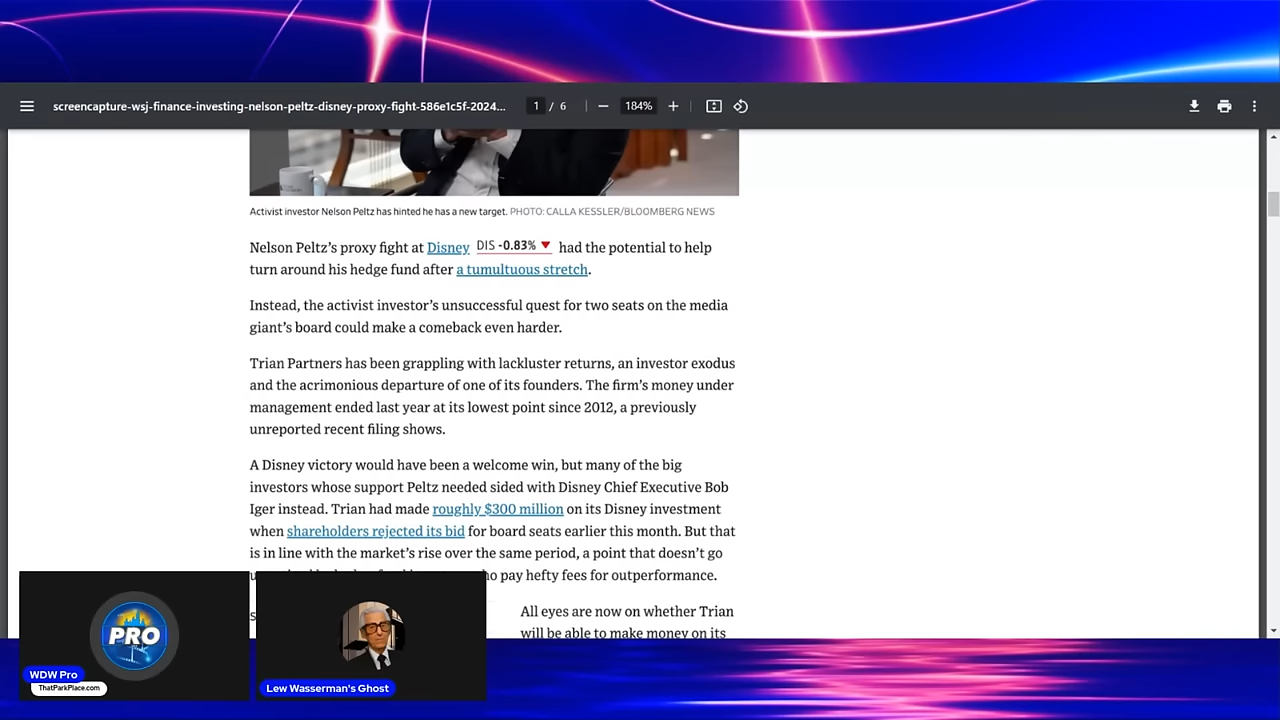 screencapture-wsj-finance-investing-nelson-peltz-disney-proxy-fight-586e1c5f-2024...
1 / 6
184%
Activist investor Nelson Peltz has hinted he has a new target. PHOTO: CALLA KESSLER/BLOOMBERG NEWS
Nelson Peltz’s proxy fight at Disney DIS -0.83% ▼ had the potential to help
turn around his hedge fund after a tumultuous stretch.
Instead, the activist investor’s unsuccessful quest for two seats on the media
giant’s board could make a comeback even harder.
Trian Partners has been grappling with lackluster returns, an investor exodus
and the acrimonious departure of one of its founders. The firm’s money under
management ended last year at its lowest point since 2012, a previously
unreported recent filing shows.
A Disney victory would have been a welcome win, but many of the big
investors whose support Peltz needed sided with Disney Chief Executive Bob
Iger instead. Trian had made roughly $300 million on its Disney investment
when shareholders rejected its bid for board seats earlier this month. But that
is in line with the market’s rise over the same period, a point that doesn’t go
pay hefty fees for outperformance.
All eyes are now on whether Trian
will be able to make money on its
PRO
WDW Pro
ThatParkPlace.com
Lew Wasserman's Ghost